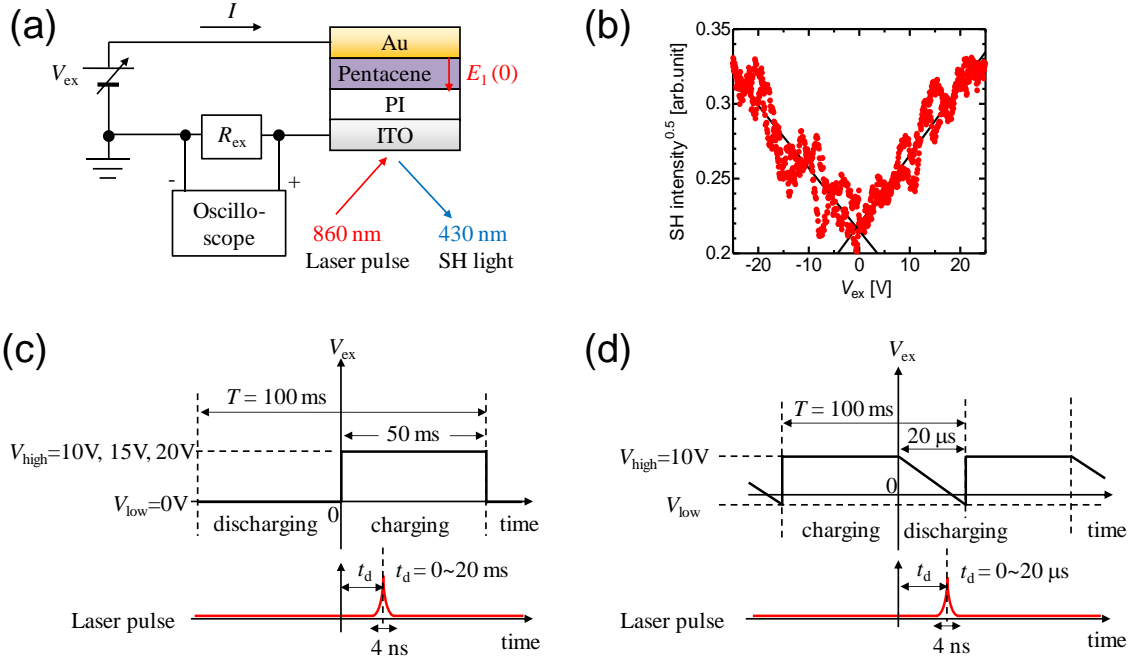 (a)
I
Au
V_ex
Pentacene
E₁ (0)
PI
R_ex
ITO
-
+
Oscillo-
scope
860 nm
Laser pulse
430 nm
SH light
(b)
SH intensity^0.5 [arb.unit]
0.35
0.3
0.25
0.2
-20
-10
0
10
20
V_ex [V]
(c)
V_ex
T = 100 ms
50 ms
V_high=10V, 15V, 20V
V_low=0V
0
discharging
charging
time
t_d
t_d = 0~20 ms
Laser pulse
time
4 ns
(d)
V_ex
T = 100 ms
20 μs
V_high=10V
0
V_low
charging
discharging
time
t_d
t_d = 0~20 μs
Laser pulse
time
4 ns